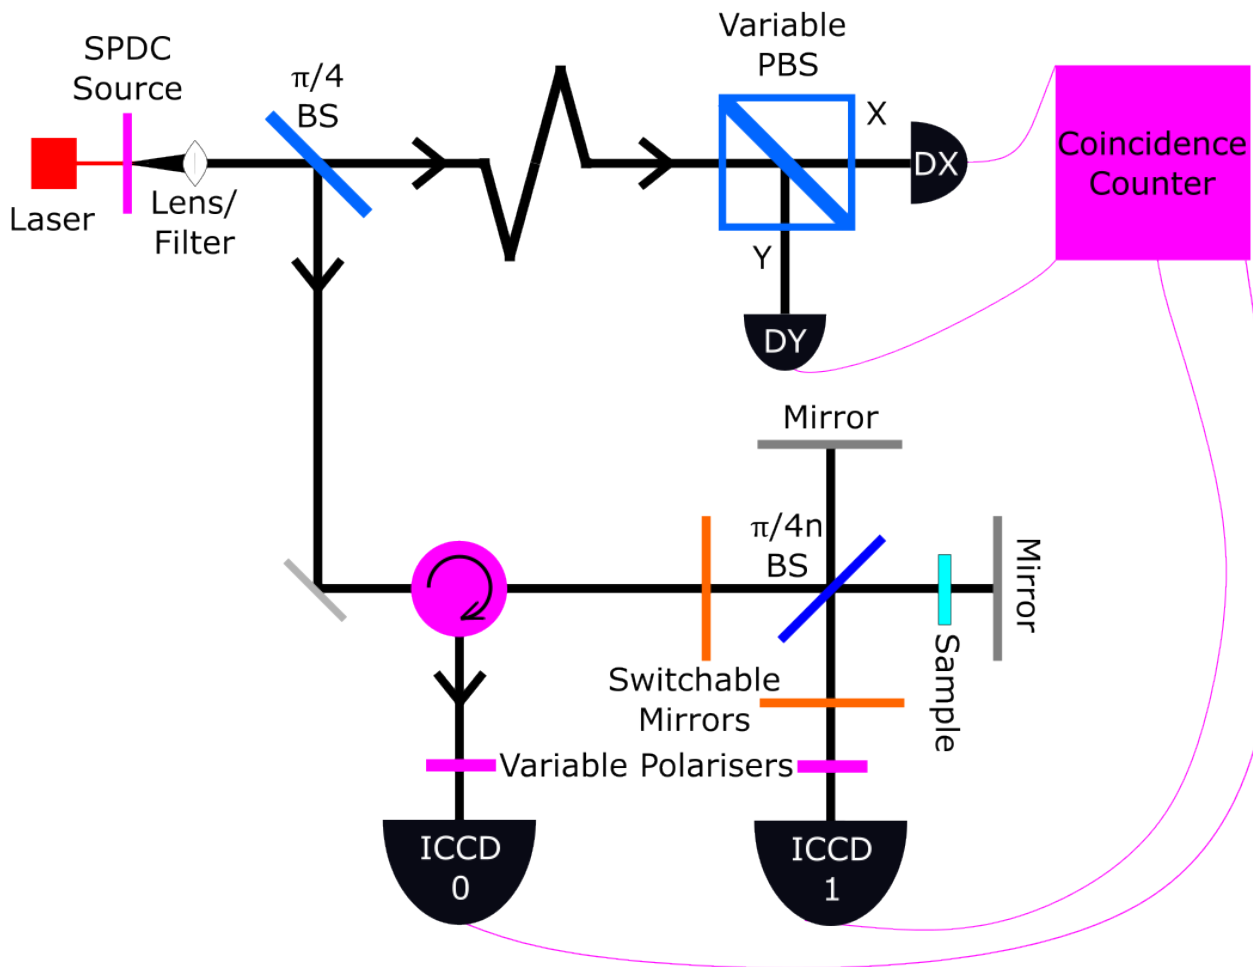 SPDC
Source
π/4
BS
Variable
PBS
X
DX
Coincidence
Counter
Laser
Lens/
Filter
Y
DY
Mirror
π/4n
BS
Mirror
Sample
Switchable
Mirrors
Variable Polarisers
ICCD
0
ICCD
1